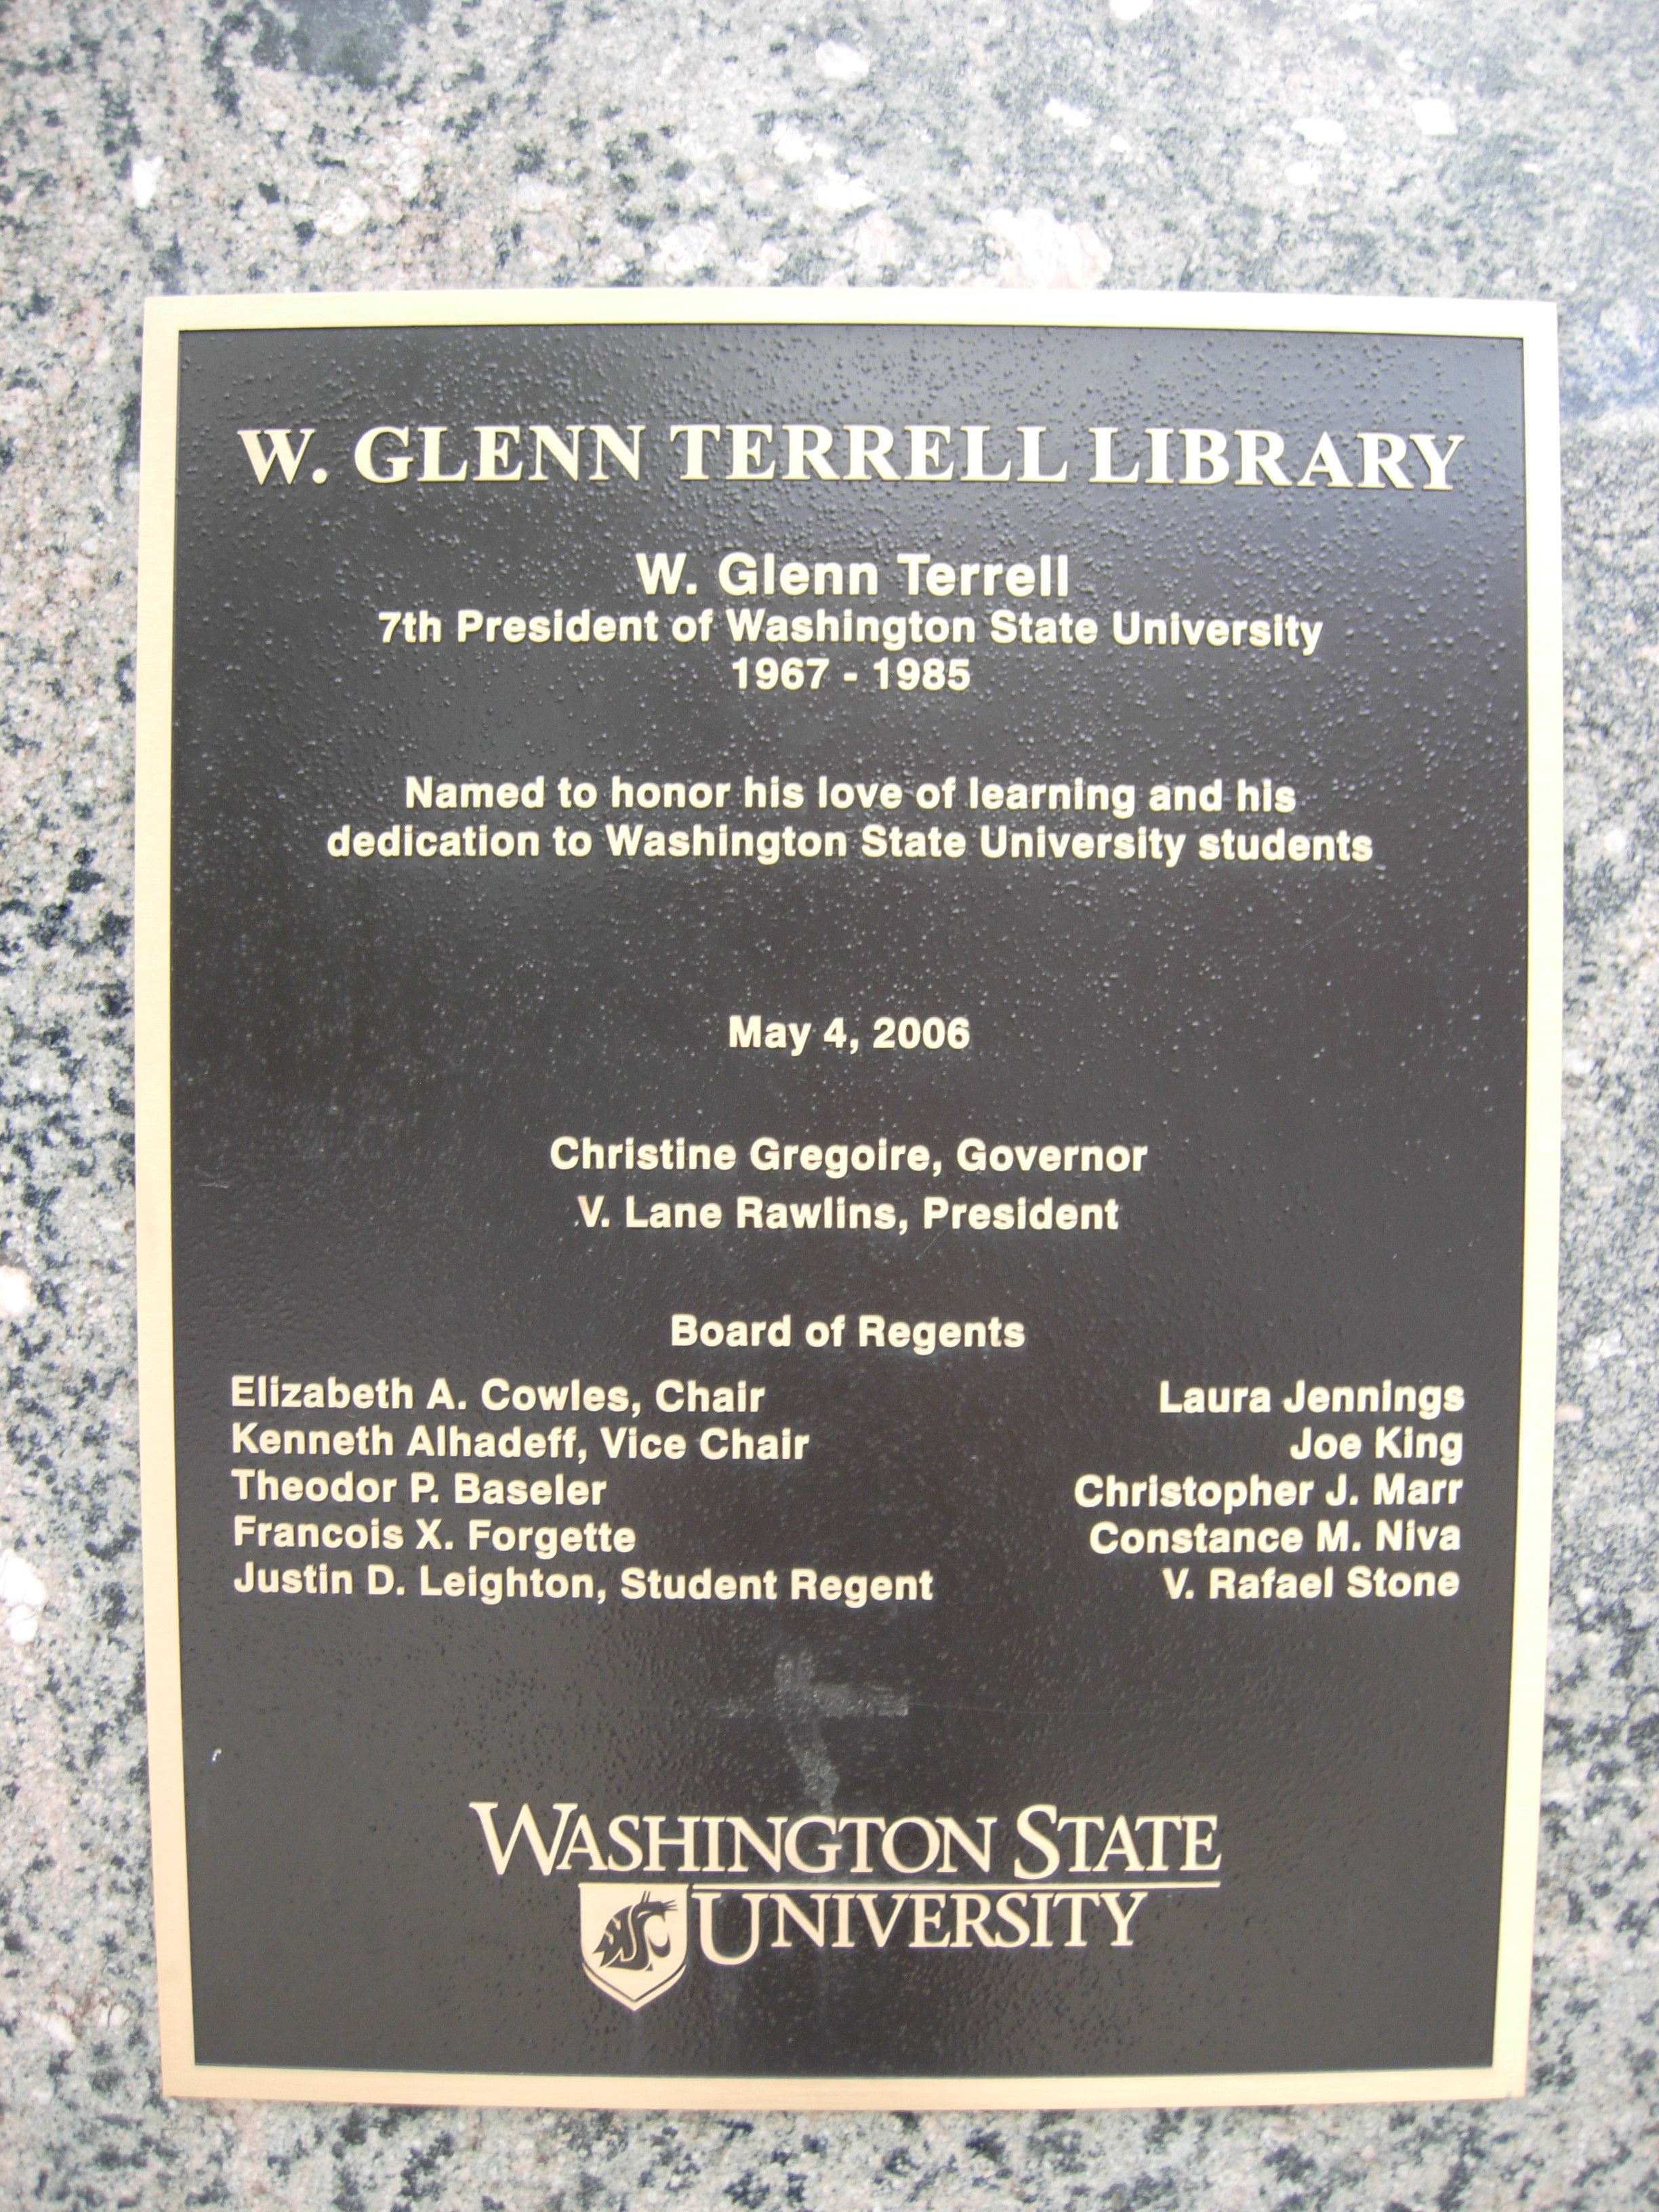 W. GLENN TERRELL LIBRARY
W. Glenn Terrell
7th President of Washington State University
1967 - 1985
Named to honor his love of learning and his
dedication to Washington State University students
May 4, 2006
Christine Gregoire, Governor
V. Lane Rawlins, President
Board of Regents
Elizabeth A. Cowles, Chair
Kenneth Alhadeff, Vice Chair
Theodor P. Baseler
Francois X. Forgette
Justin D. Leighton, Student Regent
Laura Jennings
Joe King
Christopher J. Marr
Constance M. Niva
V. Rafael Stone
WASHINGTON STATE
UNIVERSITY